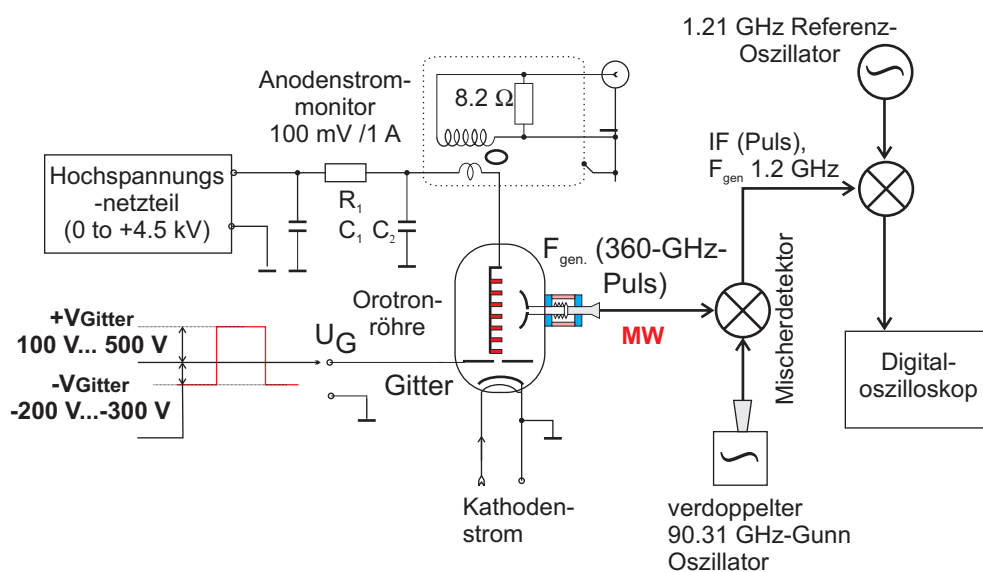 1.21 GHz Referenz-
Oszillator
Anodenstrom-
monitor
100 mV /1 A
8.2 Ω
IF (Puls),
Fgen 1.2 GHz
Hochspannungs
-netzteil
(0 to +4.5 kV)
R1
C1
C2
Fgen. (360-GHz-
Puls)
Orotron-
röhre
MW
Mischerdetektor
+VGitter
100 V... 500 V
UG
Gitter
-VGitter
-200 V...-300 V
Digital-
oszilloskop
Kathoden-
strom
verdoppelter
90.31 GHz-Gunn
Oszillator